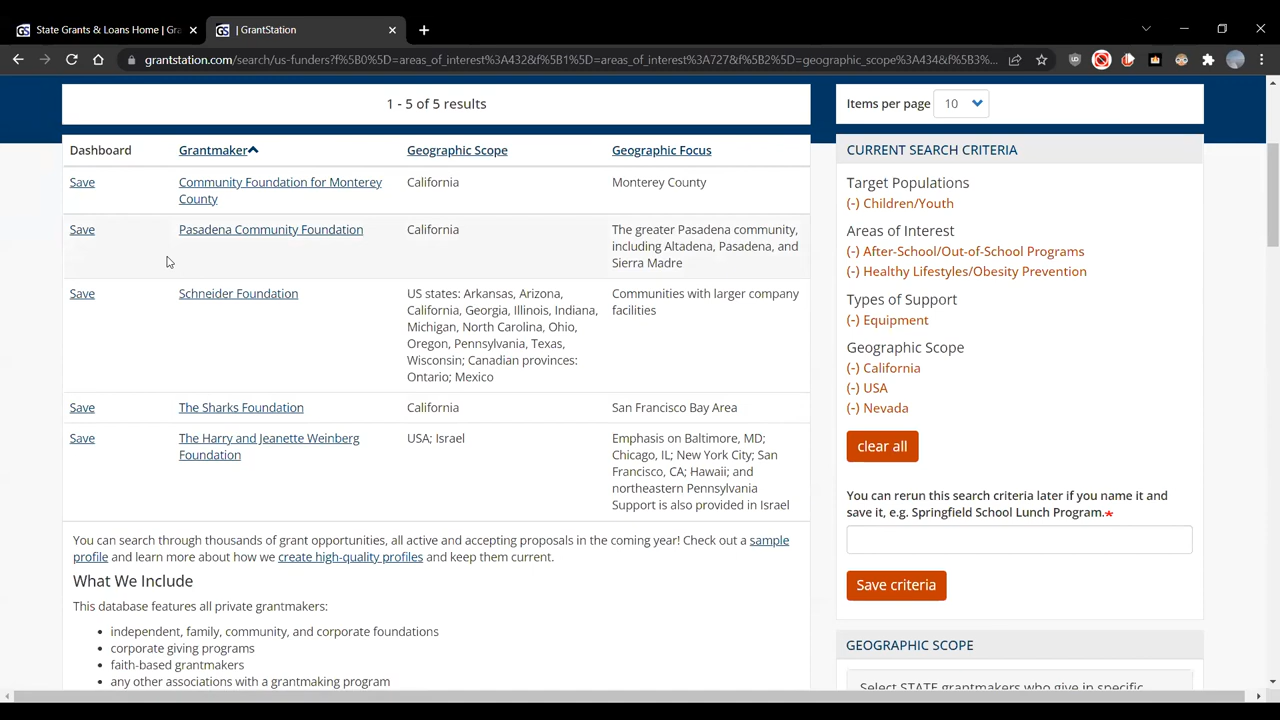 State Grants & Loans Home | Gra
| GrantStation
grantstation.com/search/us-funders?f%5B0%5D=areas_of_interest%3A432&f%5B1%5D=areas_of_interest%3A727&f%5B2%5D=geographic_scope%3A434&f%5B3%...
1 - 5 of 5 results
Items per page 10
Dashboard Grantmaker Geographic Scope Geographic Focus
Save Community Foundation for Monterey County California Monterey County
Save Pasadena Community Foundation California The greater Pasadena community,
including Altadena, Pasadena, and
Sierra Madre
Save Schneider Foundation US states: Arkansas, Arizona, Communities with larger company
California, Georgia, Illinois, Indiana, facilities
Michigan, North Carolina, Ohio,
Oregon, Pennsylvania, Texas,
Wisconsin; Canadian provinces:
Ontario; Mexico
Save The Sharks Foundation California San Francisco Bay Area
Save The Harry and Jeanette Weinberg USA; Israel Emphasis on Baltimore, MD;
Foundation Chicago, IL; New York City; San
Francisco, CA; Hawaii; and
northeastern Pennsylvania
Support is also provided in Israel
You can search through thousands of grant opportunities, all active and accepting proposals in the coming year! Check out a sample
profile and learn more about how we create high-quality profiles and keep them current.
What We Include
This database features all private grantmakers:
• independent, family, community, and corporate foundations
• corporate giving programs
• faith-based grantmakers
• any other associations with a grantmaking program
CURRENT SEARCH CRITERIA
Target Populations
(-) Children/Youth
Areas of Interest
(-) After-School/Out-of-School Programs
(-) Healthy Lifestyles/Obesity Prevention
Types of Support
(-) Equipment
Geographic Scope
(-) California
(-) USA
(-) Nevada
clear all
You can rerun this search criteria later if you name it and
save it, e.g. Springfield School Lunch Program.*
Save criteria
GEOGRAPHIC SCOPE
Select STATE grantmakers who give in specific